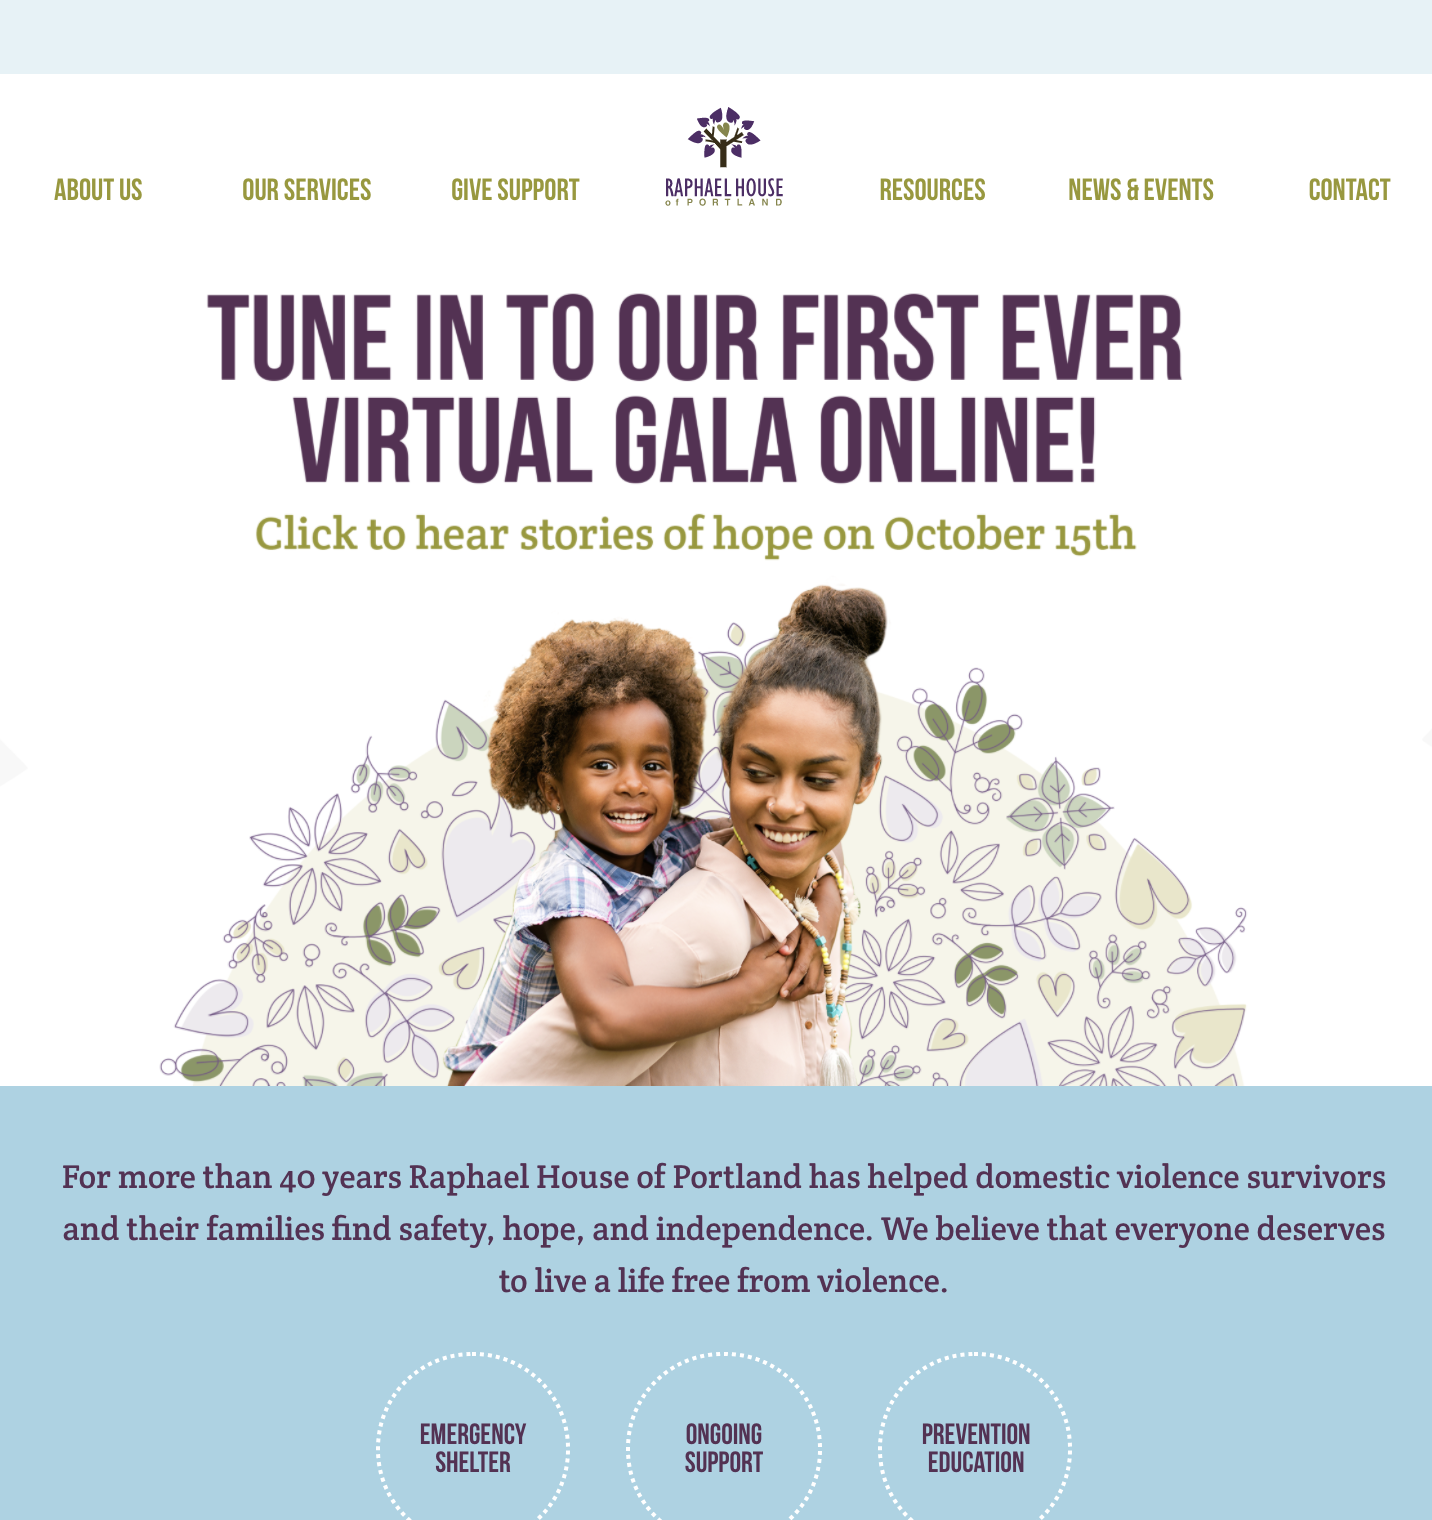 ABOUT US
OUR SERVICES
GIVE SUPPORT
RAPHAEL HOUSE
of PORTLAND
RESOURCES
NEWS & EVENTS
CONTACT
TUNE IN TO OUR FIRST EVER
VIRTUAL GALA ONLINE!
Click to hear stories of hope on October 15th
For more than 40 years Raphael House of Portland has helped domestic violence survivors
and their families find safety, hope, and independence. We believe that everyone deserves
to live a life free from violence.
EMERGENCY
SHELTER
ONGOING
SUPPORT
PREVENTION
EDUCATION